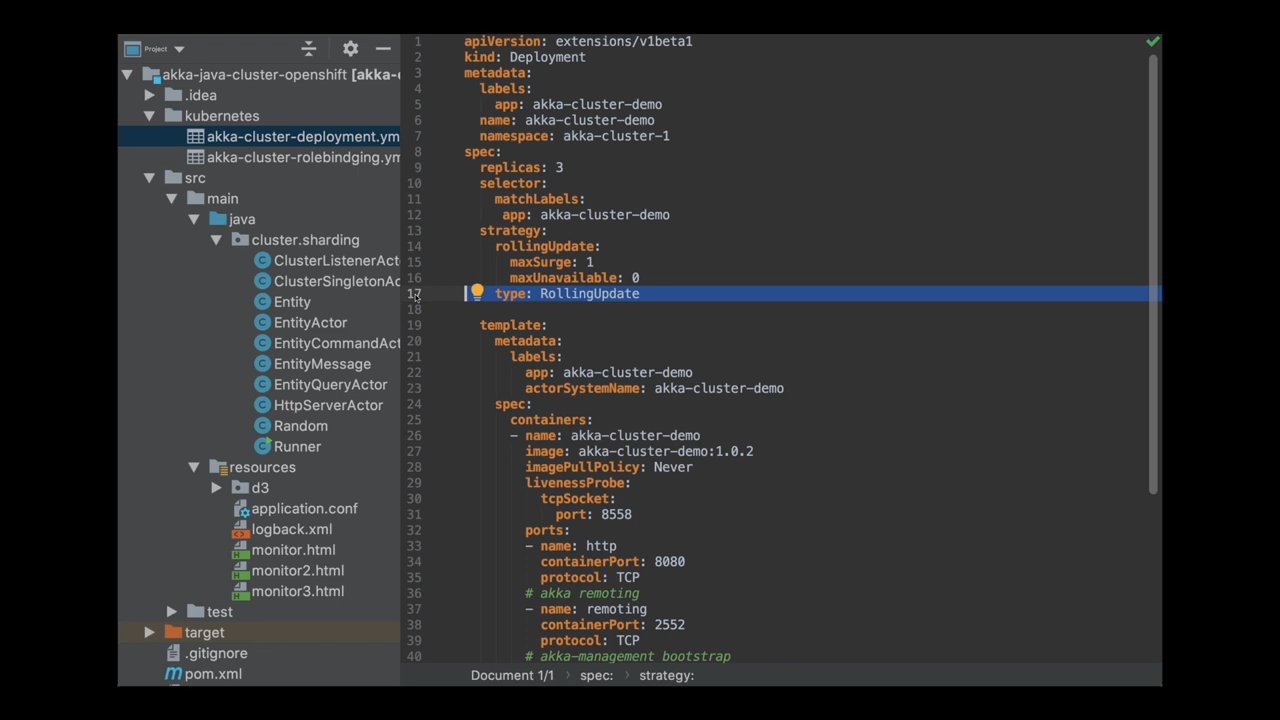 Project
akka-java-cluster-openshift [akka-c
.idea
kubernetes
akka-cluster-deployment.ym
akka-cluster-rolebindging.ym
src
main
java
cluster.sharding
ClusterListenerAct
ClusterSingletonAc
Entity
EntityActor
EntityCommandAct
EntityMessage
EntityQueryActor
HttpServerActor
Random
Runner
resources
d3
application.conf
logback.xml
monitor.html
monitor2.html
monitor3.html
test
target
.gitignore
pom.xml
1 apiVersion: extensions/v1beta1
2 kind: Deployment
3 metadata:
4 labels:
5 app: akka-cluster-demo
6 name: akka-cluster-demo
7 namespace: akka-cluster-1
8 spec:
9 replicas: 3
10 selector:
11 matchLabels:
12 app: akka-cluster-demo
13 strategy:
14 rollingUpdate:
15 maxSurge: 1
16 maxUnavailable: 0
17 type: RollingUpdate
18
19 template:
20 metadata:
21 labels:
22 app: akka-cluster-demo
23 actorSystemName: akka-cluster-demo
24 spec:
25 containers:
26 - name: akka-cluster-demo
27 image: akka-cluster-demo:1.0.2
28 imagePullPolicy: Never
29 livenessProbe:
30 tcpSocket:
31 port: 8558
32 ports:
33 - name: http
34 containerPort: 8080
35 protocol: TCP
36 # akka remoting
37 - name: remoting
38 containerPort: 2552
39 protocol: TCP
40 # akka-management bootstrap
Document 1/1 › spec: › strategy: